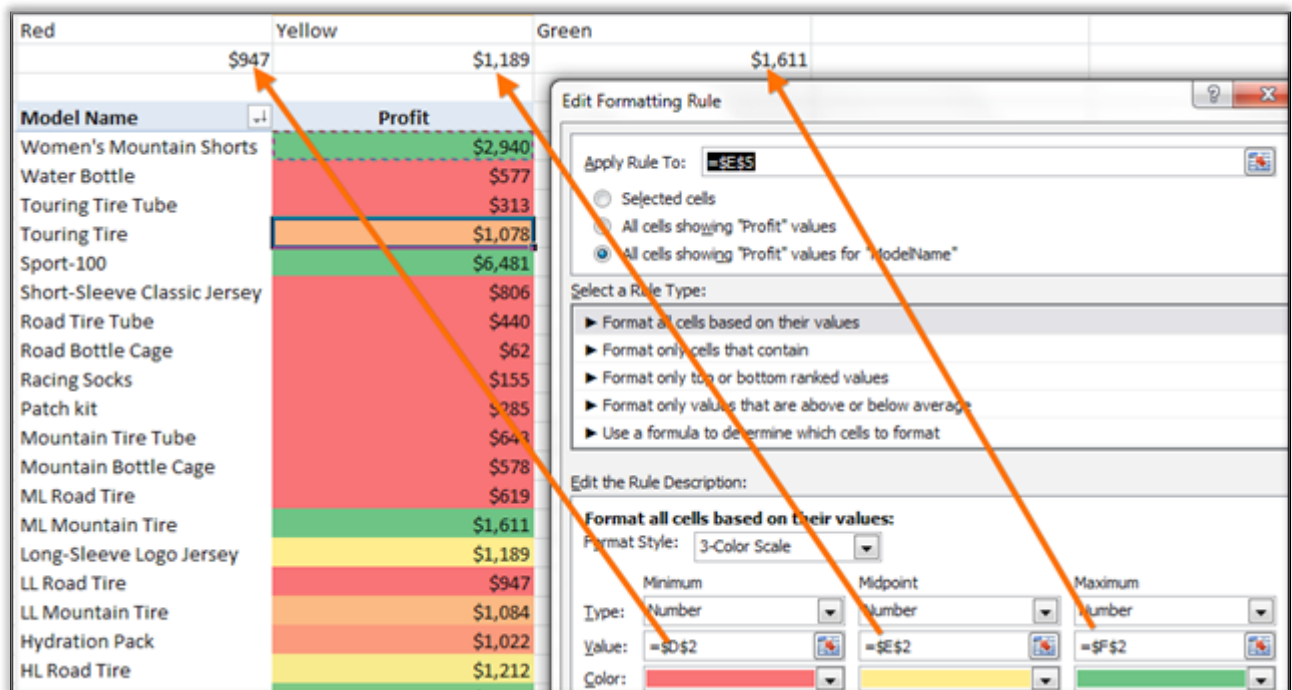 Red Yellow Green
$947 $1,189 $1,611
Model Name Profit
Women's Mountain Shorts $2,940
Water Bottle $577
Touring Tire Tube $313
Touring Tire $1,078
Sport-100 $6,481
Short-Sleeve Classic Jersey $806
Road Tire Tube $440
Road Bottle Cage $62
Racing Socks $155
Patch kit $285
Mountain Tire Tube $643
Mountain Bottle Cage $578
ML Road Tire $619
ML Mountain Tire $1,611
Long-Sleeve Logo Jersey $1,189
LL Road Tire $947
LL Mountain Tire $1,084
Hydration Pack $1,022
HL Road Tire $1,212
Edit Formatting Rule
Apply Rule To: =$E$5
Selected cells
All cells showing "Profit" values
All cells showing "Profit" values for "ModelName"
Select a Rule Type:
► Format all cells based on their values
► Format only cells that contain
► Format only top or bottom ranked values
► Format only values that are above or below average
► Use a formula to determine which cells to format
Edit the Rule Description:
Format all cells based on their values:
Format Style: 3-Color Scale
Minimum Midpoint Maximum
Type: Number Number Number
Value: =$D$2 =$E$2 =$F$2
Color: